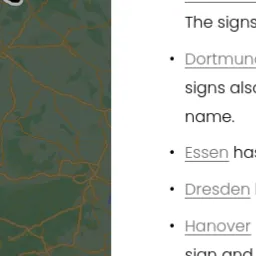 The signs
• Dortmund
signs also
name.
• Essen has
• Dresden
• Hanover
sign and